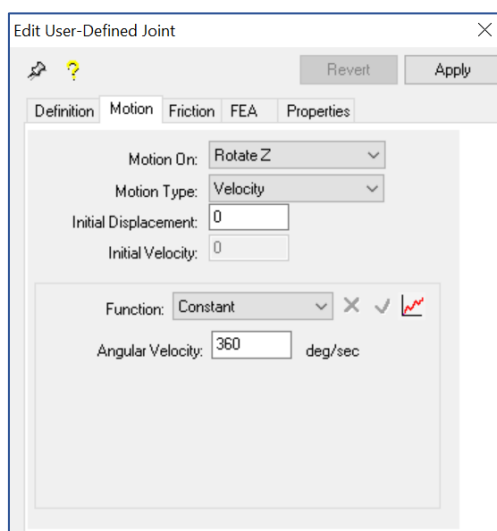 Edit User-Defined Joint
Revert Apply
Definition Motion Friction FEA Properties
Motion On: Rotate Z
Motion Type: Velocity
Initial Displacement: 0
Initial Velocity: 0
Function: Constant
Angular Velocity: 360 deg/sec